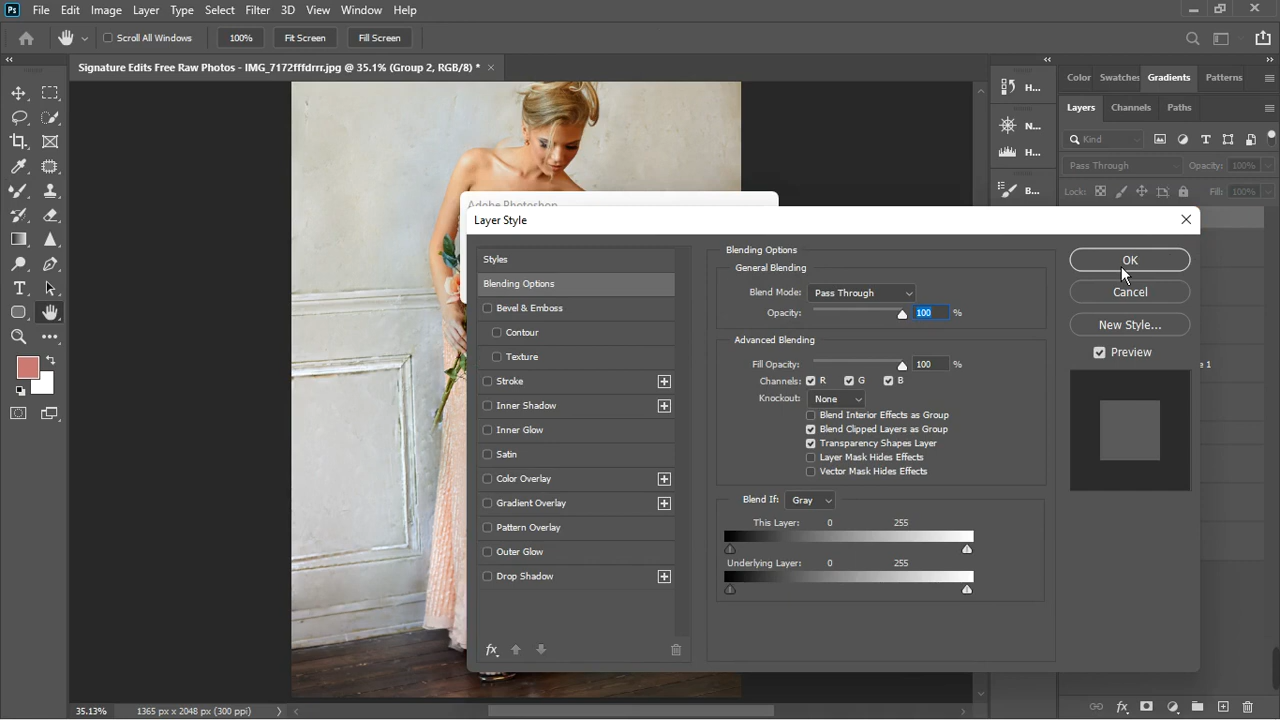 Ps File Edit Image Layer Type Select Filter 3D View Window Help
Scroll All Windows 100% Fit Screen Fill Screen
Signature Edits Free Raw Photos - IMG_7172fffdrrr.jpg @ 35.1% (Group 2, RGB/8) *
Color Swatches Gradients Patterns
H...
Layers Channels Paths
N...
Kind
H...
Pass Through Opacity: 100%
B...
Lock: Fill: 100%
Adobe Photoshop
Layer Style
Styles
Blending Options
Bevel & Emboss
Contour
Texture
Stroke
Inner Shadow
Inner Glow
Satin
Color Overlay
Gradient Overlay
Pattern Overlay
Outer Glow
Drop Shadow
fx
Blending Options
General Blending
Blend Mode: Pass Through
Opacity: 100 %
Advanced Blending
Fill Opacity: 100 %
Channels: R G B
Knockout: None
Blend Interior Effects as Group
Blend Clipped Layers as Group
Transparency Shapes Layer
Layer Mask Hides Effects
Vector Mask Hides Effects
Blend If: Gray
This Layer: 0 255
Underlying Layer: 0 255
OK
Cancel
New Style...
Preview
1
35.13% 1365 px x 2048 px (300 ppi)
fx